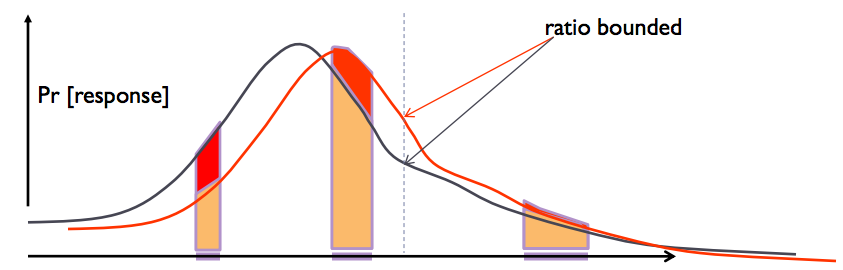 ratio bounded
Pr [response]